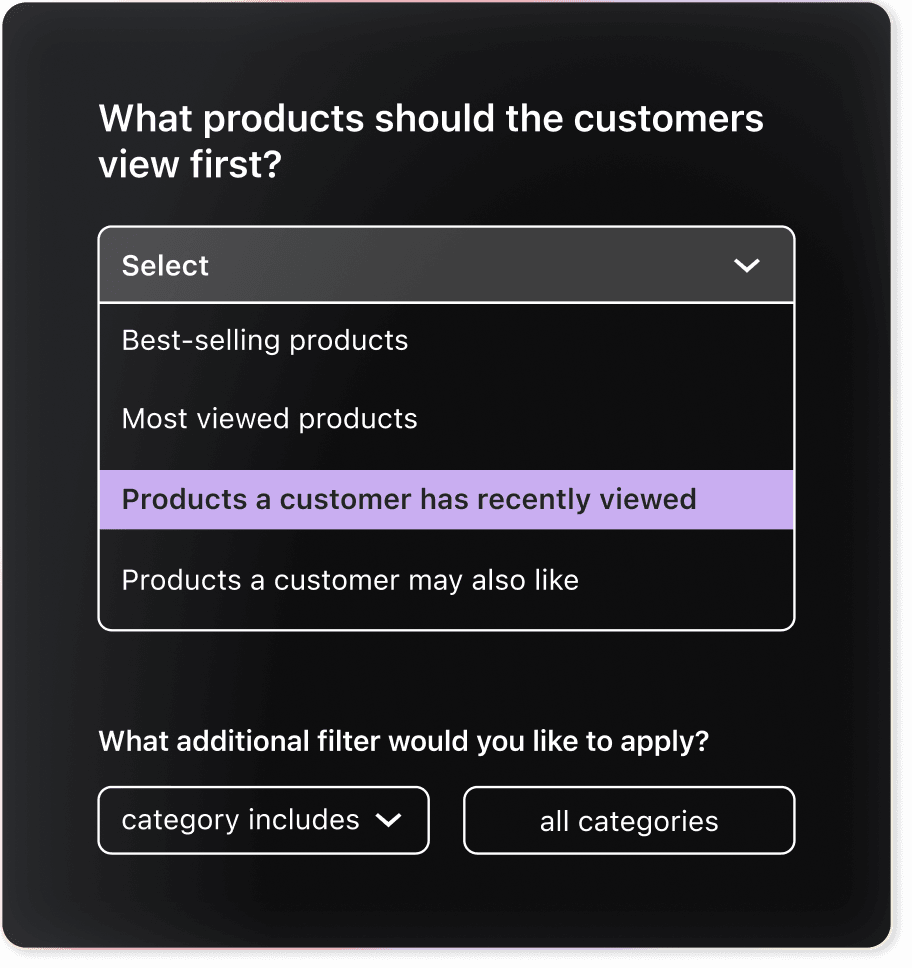 What products should the customers
view first?
Select
Best-selling products
Most viewed products
Products a customer has recently viewed
Products a customer may also like
What additional filter would you like to apply?
category includes
all categories